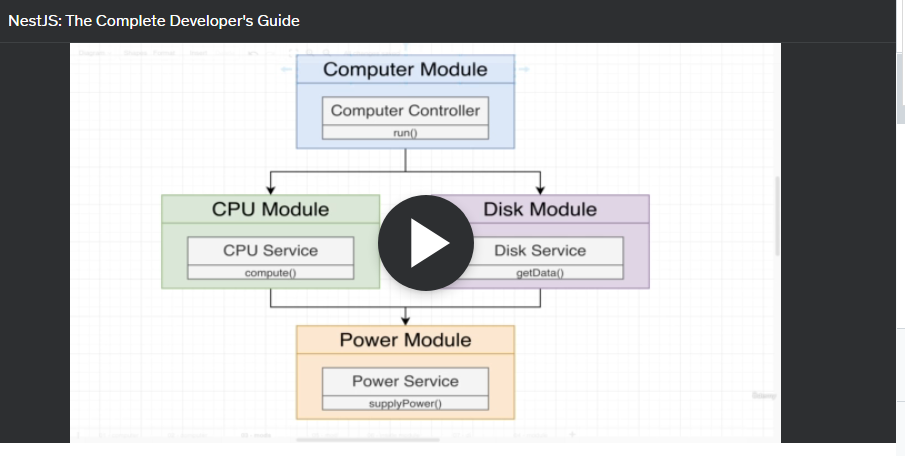 NestJS: The Complete Developer's Guide
Computer Module
Computer Controller
run()
CPU Module
Disk Module
CPU Service
Disk Service
compute()
getData()
Power Module
Power Service
supplyPower()